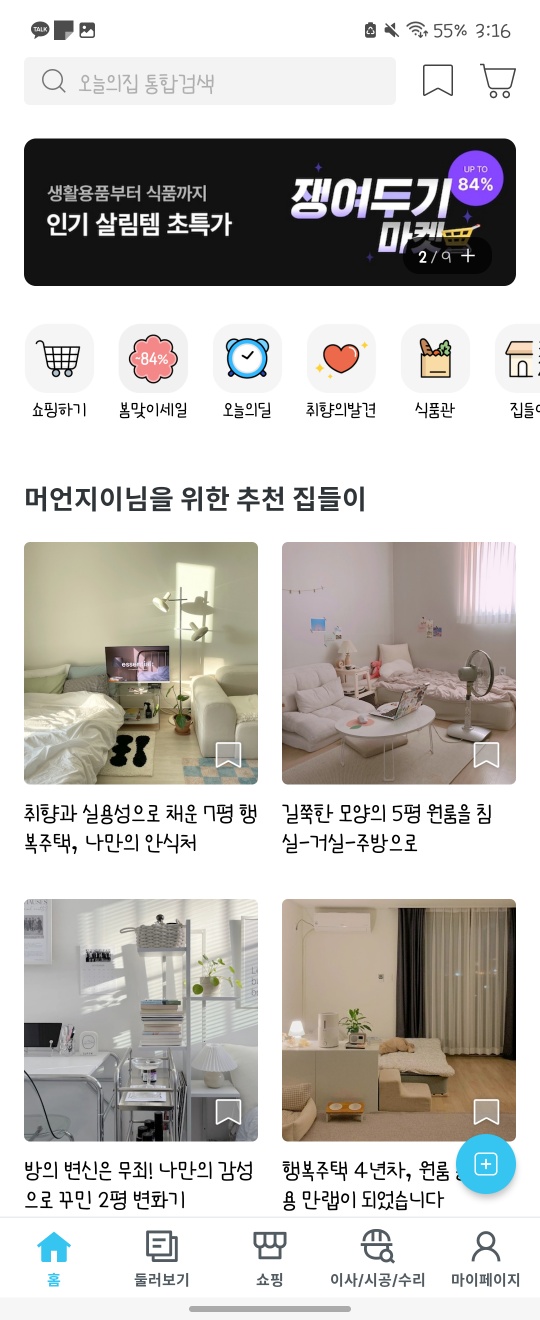 TALK
55% 3:16
오늘의집 통합검색
생활용품부터 식품까지
인기 살림템 초특가
쟁여두기
마켓
UP TO
84%
2/9 +
-84%
쇼핑하기 봄맞이세일 오늘의딜 취향의발견 식품관 집들이
머언지이님을 위한 추천 집들이
essential;
취향과 실용성으로 채운 7평 행
복주택, 나만의 안식처
길쭉한 모양의 5평 원룸을 침
실-거실-주방으로
방의 변신은 무죄! 나만의 감성
으로 꾸민 2평 변화기
행복주택 4년차, 원룸
용 만랩이 되었습니다
홈 둘러보기 쇼핑 이사/시공/수리 마이페이지